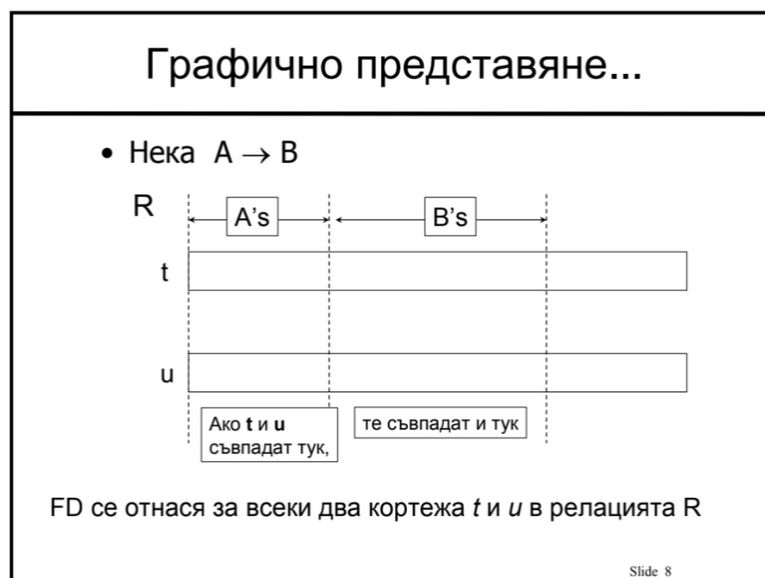 Графично представяне...
• Нека A → B
R
A's
B's
t
u
Ако t и u
съвпадат тук,
те съвпадат и тук
FD се отнася за всеки два кортежа t и u в релацията R
Slide 8